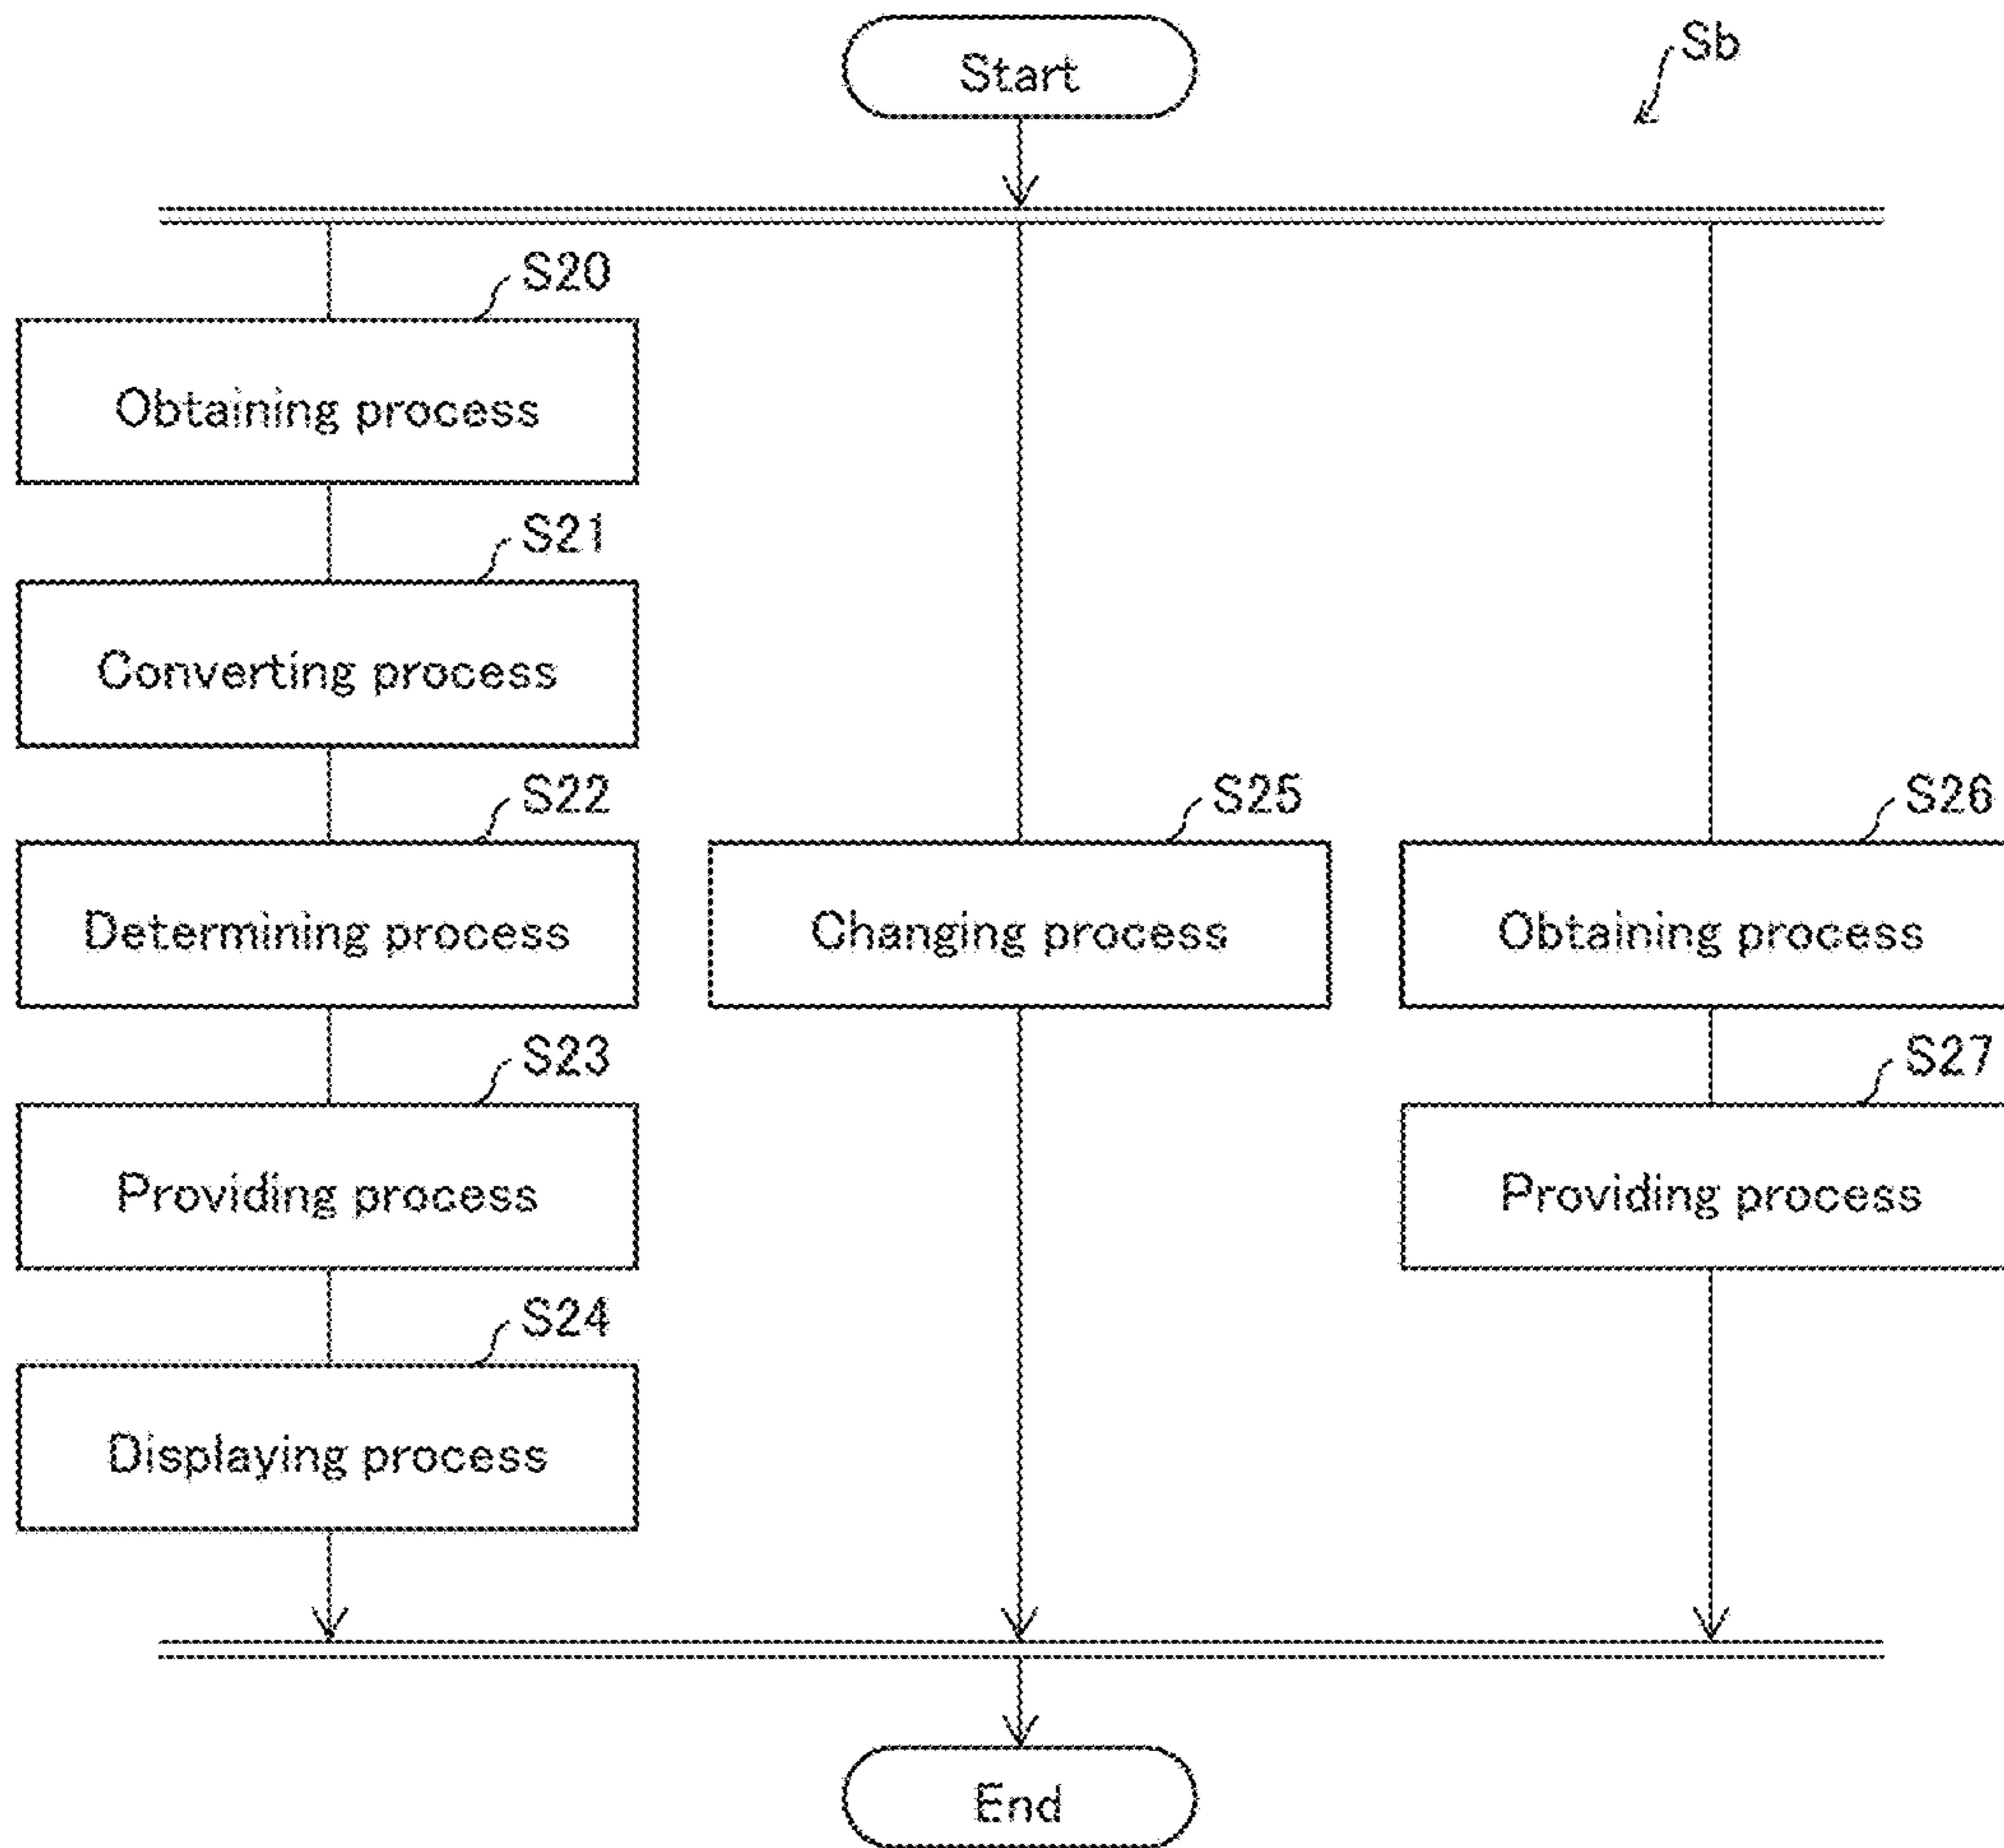 Start
Sb
S20
Obtaining process
S21
Converting process
S22
Determining process
S23
Providing process
S24
Displaying process
S25
Changing process
S26
Obtaining process
S27
Providing process
End